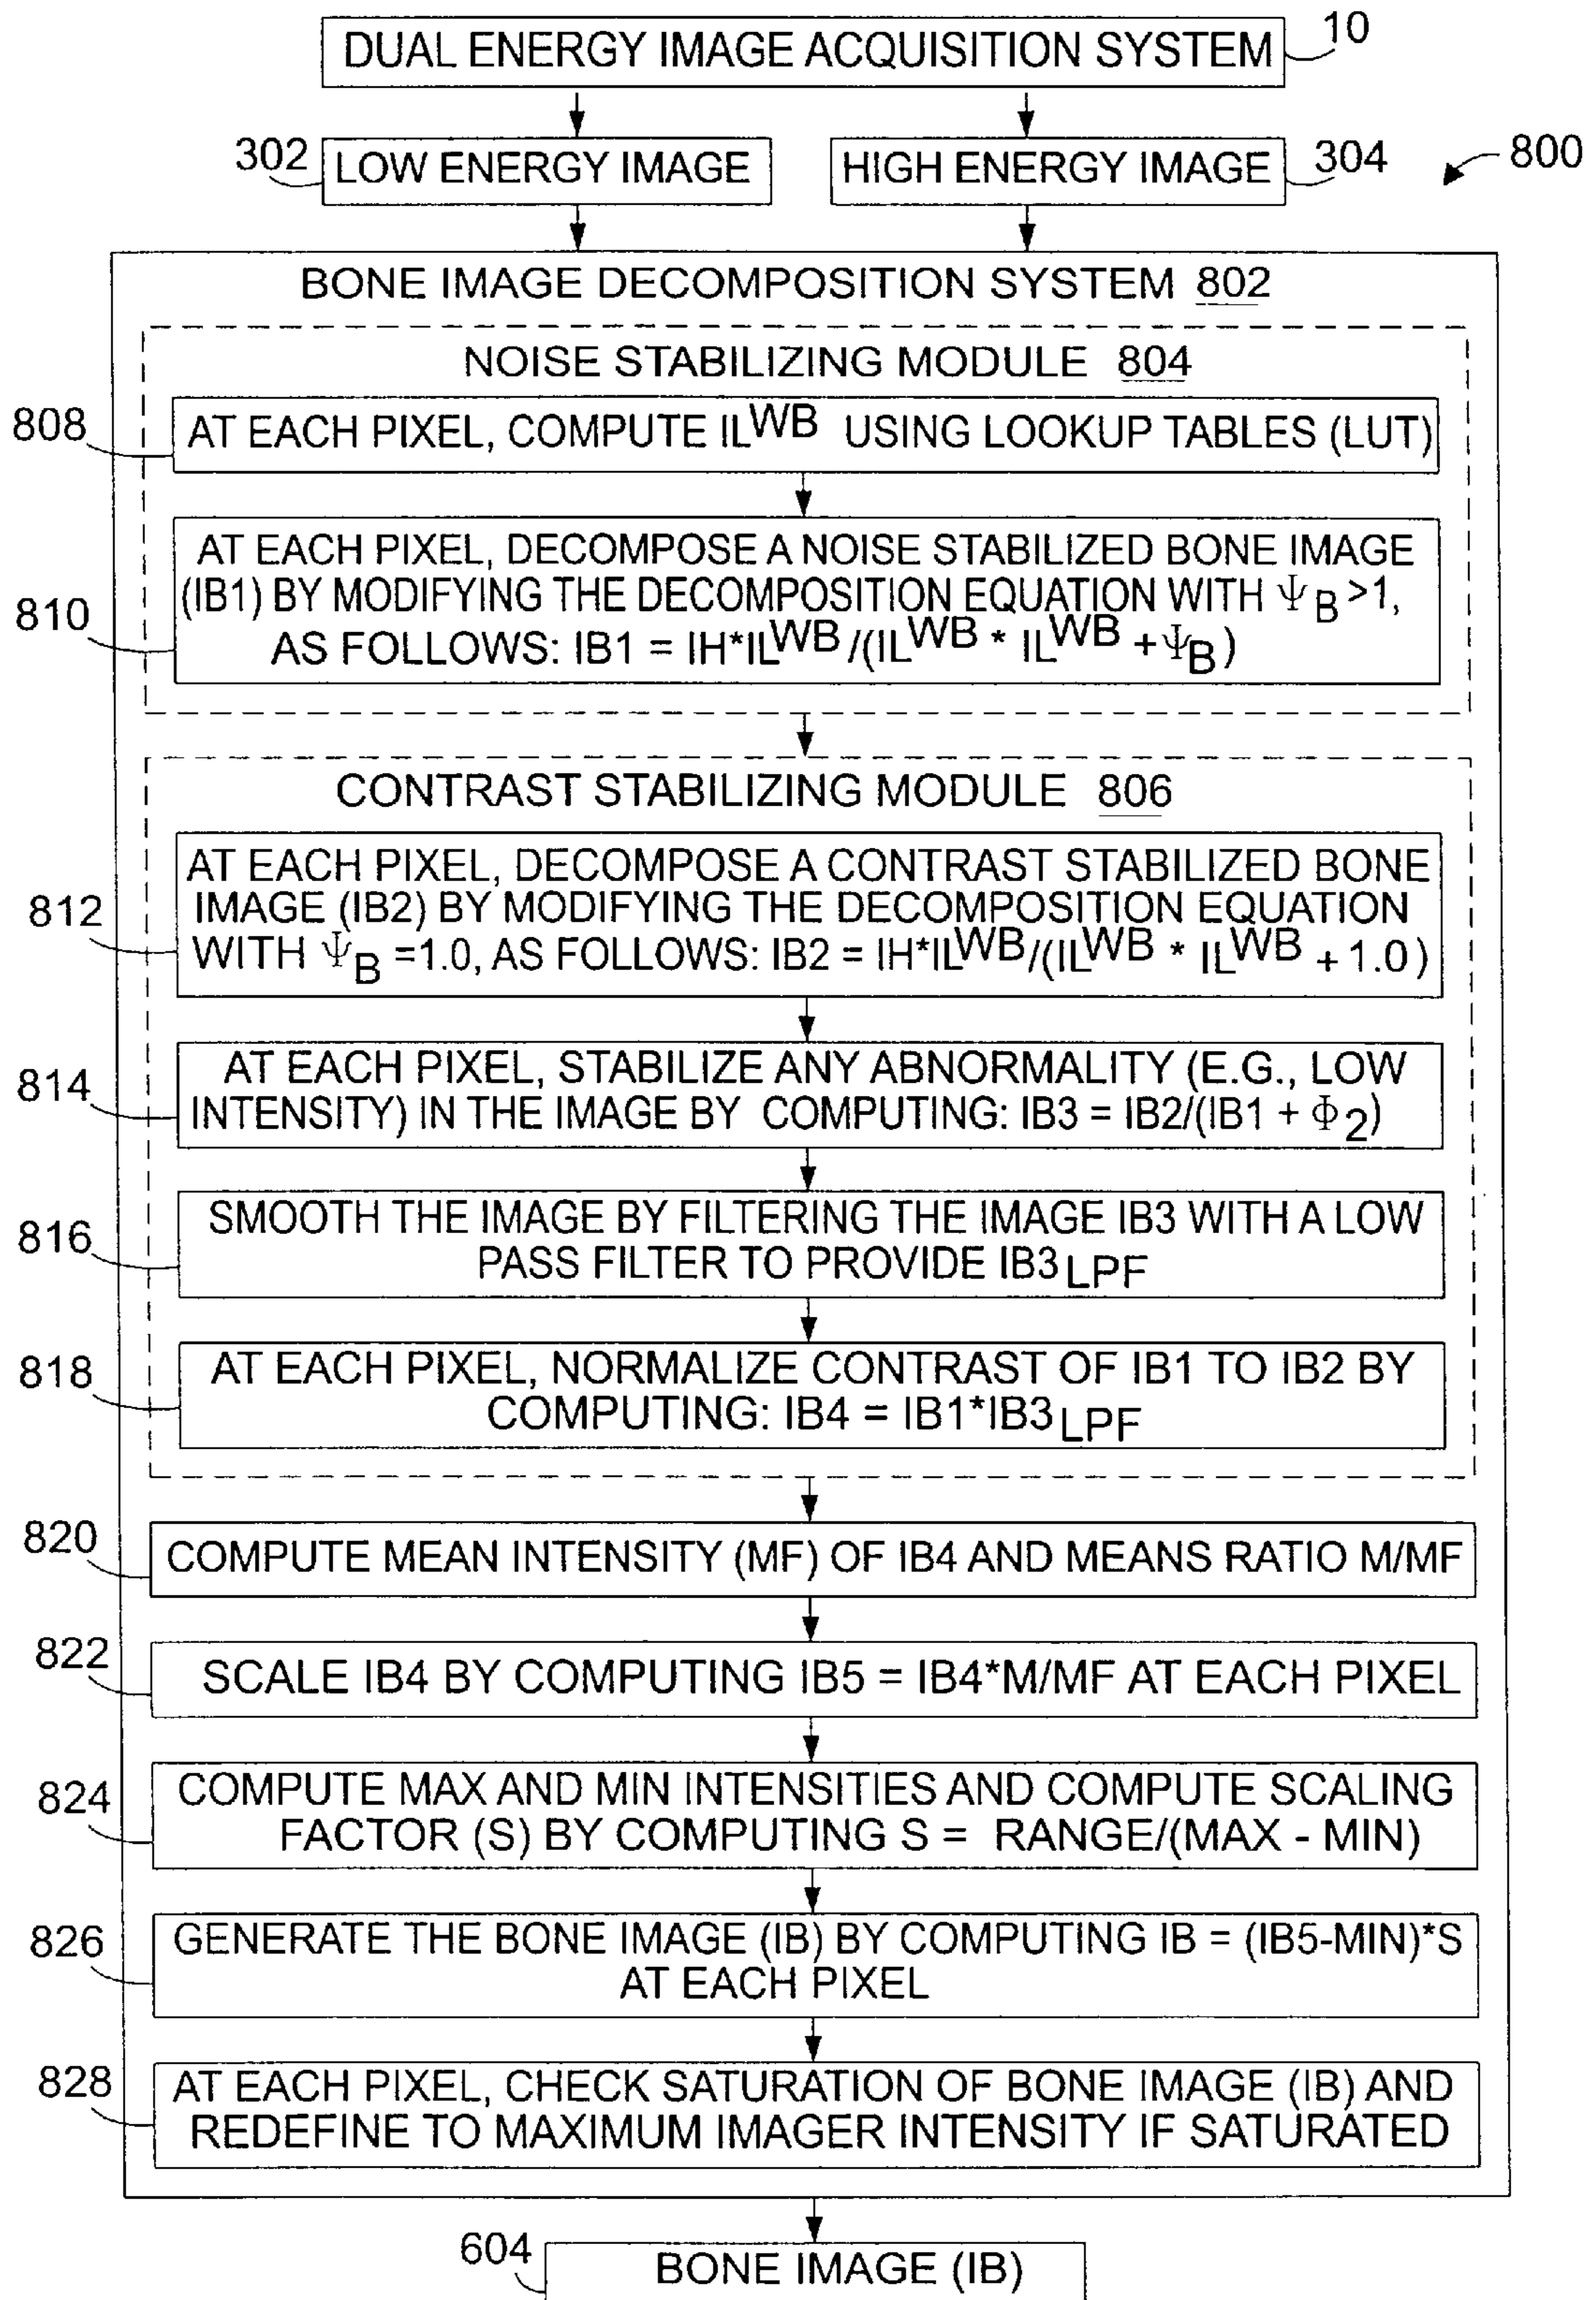 DUAL ENERGY IMAGE ACQUISITION SYSTEM
10
302
LOW ENERGY IMAGE
HIGH ENERGY IMAGE
304
800
BONE IMAGE DECOMPOSITION SYSTEM 802
NOISE STABILIZING MODULE 804
808
AT EACH PIXEL, COMPUTE IL^WB USING LOOKUP TABLES (LUT)
810
AT EACH PIXEL, DECOMPOSE A NOISE STABILIZED BONE IMAGE
(IB1) BY MODIFYING THE DECOMPOSITION EQUATION WITH Ψ_B >1,
AS FOLLOWS: IB1 = IH*IL^WB/(IL^WB * IL^WB + Ψ_B)
CONTRAST STABILIZING MODULE 806
812
AT EACH PIXEL, DECOMPOSE A CONTRAST STABILIZED BONE
IMAGE (IB2) BY MODIFYING THE DECOMPOSITION EQUATION
WITH Ψ_B =1.0, AS FOLLOWS: IB2 = IH*IL^WB/(IL^WB * IL^WB + 1.0)
814
AT EACH PIXEL, STABILIZE ANY ABNORMALITY (E.G., LOW
INTENSITY) IN THE IMAGE BY COMPUTING: IB3 = IB2/(IB1 + Φ_2)
816
SMOOTH THE IMAGE BY FILTERING THE IMAGE IB3 WITH A LOW
PASS FILTER TO PROVIDE IB3_LPF
818
AT EACH PIXEL, NORMALIZE CONTRAST OF IB1 TO IB2 BY
COMPUTING: IB4 = IB1*IB3_LPF
820
COMPUTE MEAN INTENSITY (MF) OF IB4 AND MEANS RATIO M/MF
822
SCALE IB4 BY COMPUTING IB5 = IB4*M/MF AT EACH PIXEL
824
COMPUTE MAX AND MIN INTENSITIES AND COMPUTE SCALING
FACTOR (S) BY COMPUTING S = RANGE/(MAX - MIN)
826
GENERATE THE BONE IMAGE (IB) BY COMPUTING IB = (IB5-MIN)*S
AT EACH PIXEL
828
AT EACH PIXEL, CHECK SATURATION OF BONE IMAGE (IB) AND
REDEFINE TO MAXIMUM IMAGER INTENSITY IF SATURATED
604
BONE IMAGE (IB)